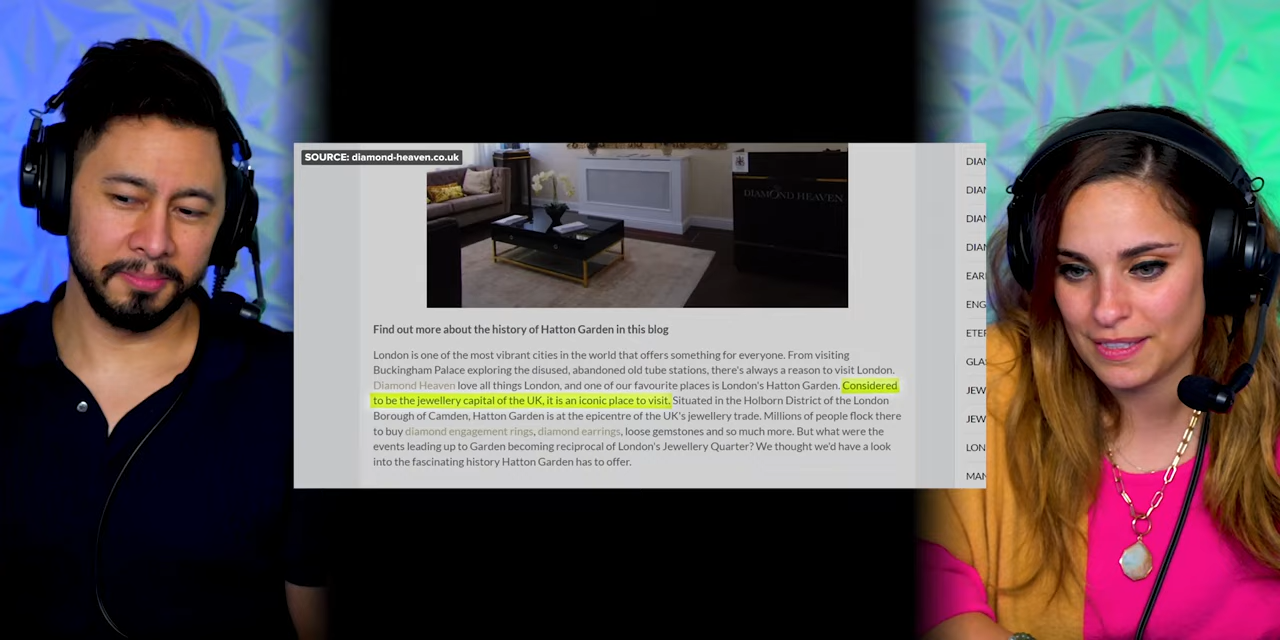 SOURCE: diamond-heaven.co.uk
DIAMOND HEAVEN
Find out more about the history of Hatton Garden in this blog
London is one of the most vibrant cities in the world that offers something for everyone. From visiting
Buckingham Palace exploring the disused, abandoned old tube stations, there's always a reason to visit London.
Diamond Heaven love all things London, and one of our favourite places is London's Hatton Garden. Considered
to be the jewellery capital of the UK, it is an iconic place to visit. Situated in the Holborn District of the London
Borough of Camden, Hatton Garden is at the epicentre of the UK's jewellery trade. Millions of people flock there
to buy diamond engagement rings, diamond earrings, loose gemstones and so much more. But what were the
events leading up to Garden becoming reciprocal of London's Jewellery Quarter? We thought we'd have a look
into the fascinating history Hatton Garden has to offer.
DIAM
DIAM
DIAM
DIAM
EARR
ENG
ETER
GLA
JEW
JEW
LON
MAN